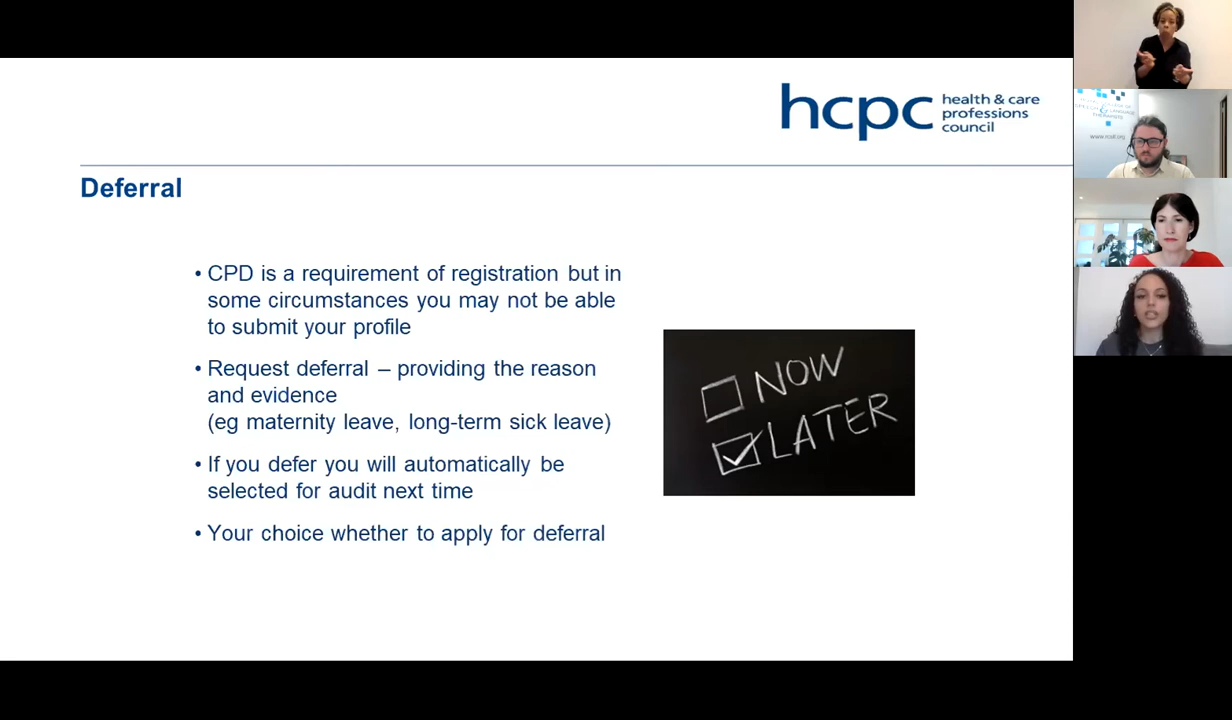 hcpc health & care
professions
council
Deferral
• CPD is a requirement of registration but in
some circumstances you may not be able
to submit your profile
• Request deferral – providing the reason
and evidence
(eg maternity leave, long-term sick leave)
• If you defer you will automatically be
selected for audit next time
• Your choice whether to apply for deferral
NOW
LATER
SPEECH & LANGUAGE
THERAPISTS